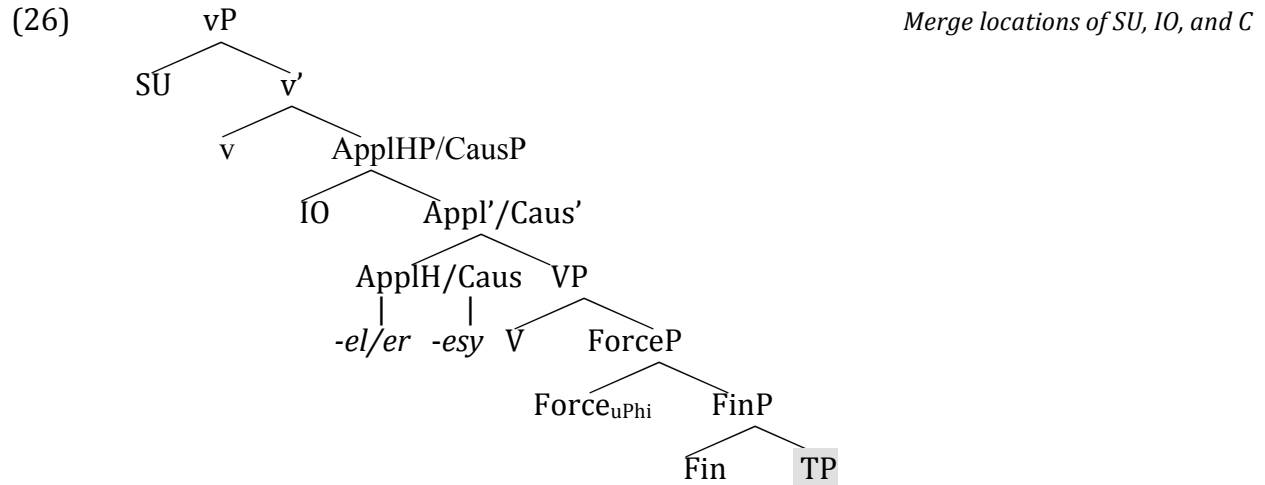 (26) vP Merge locations of SU, IO, and C
SU v’
v ApplHP/CausP
IO Appl’/Caus’
ApplH/Caus VP
-el/er -esy V ForceP
Force_uPhi FinP
Fin TP